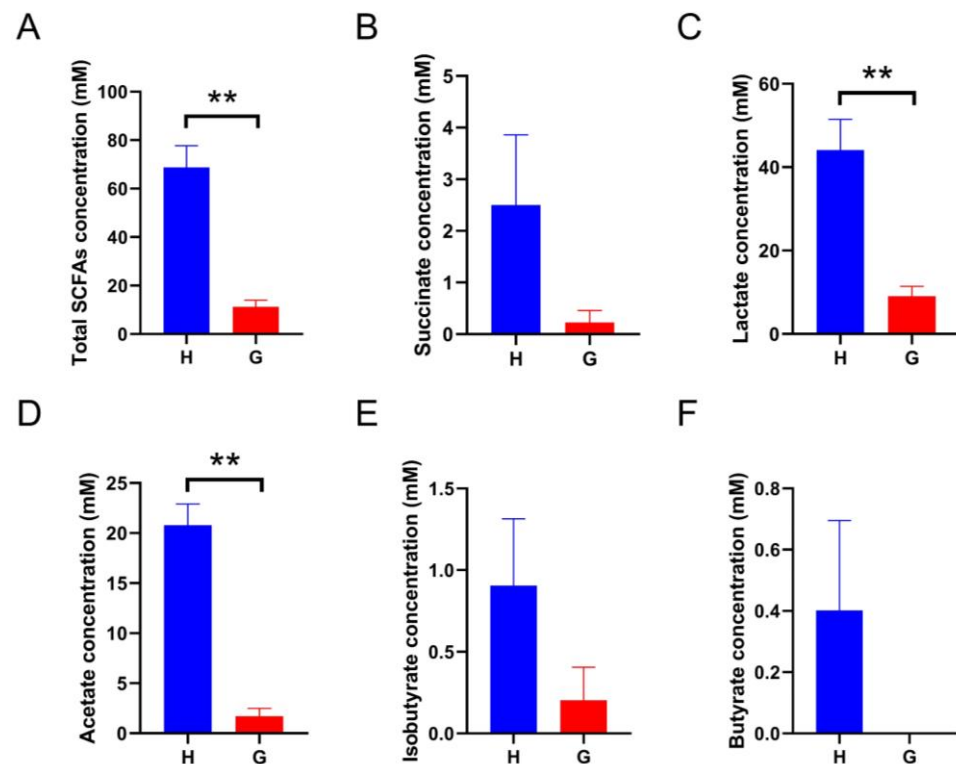 A
Total SCFAs concentration (mM)
100
80
60
40
20
0
**
H G
B
Succinate concentration (mM)
5
4
3
2
1
0
H G
C
Lactate concentration (mM)
60
40
20
0
**
H G
D
Acetate concentration (mM)
25
20
15
10
5
0
**
H G
E
Isobutyrate concentration (mM)
1.5
1.0
0.5
0.0
H G
F
Butyrate concentration (mM)
0.8
0.6
0.4
0.2
0.0
H G